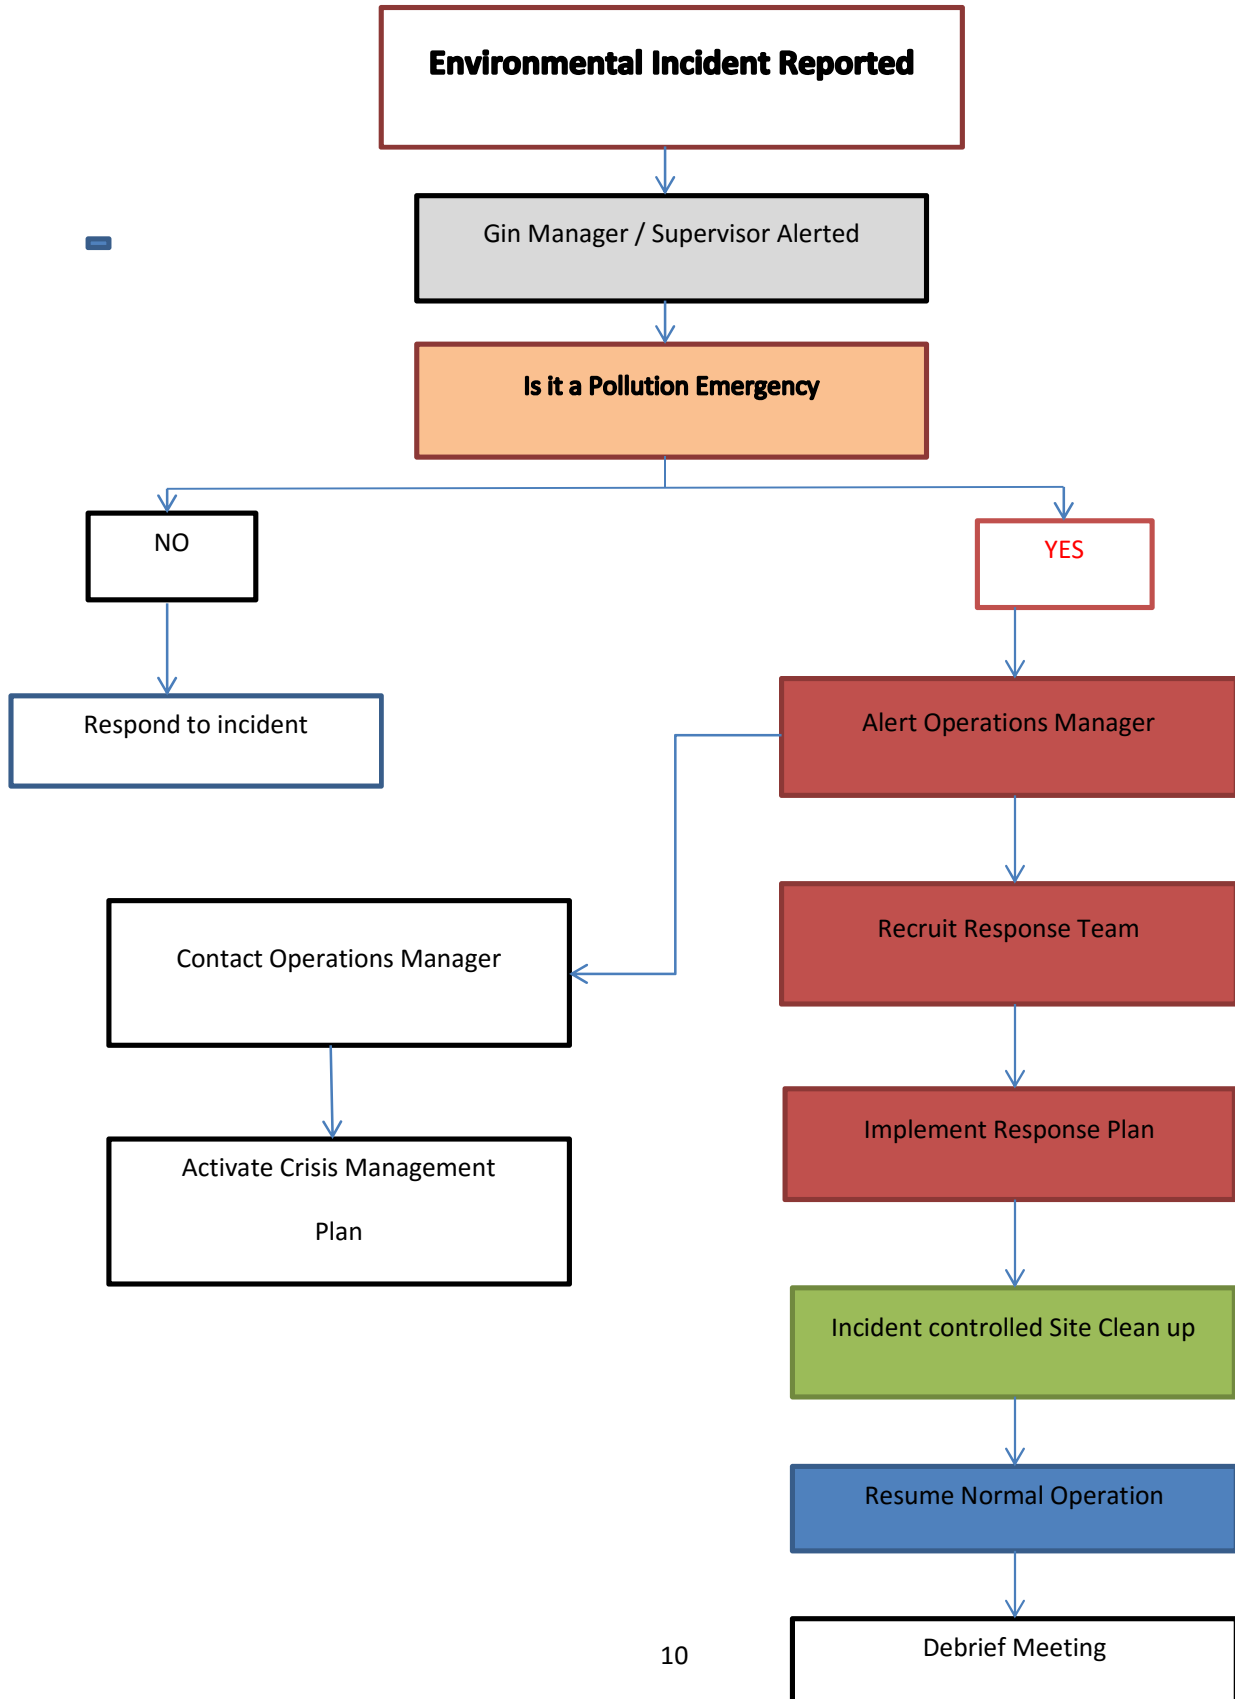 Environmental Incident Reported
Gin Manager / Supervisor Alerted
Is it a Pollution Emergency
NO
YES
Respond to incident
Alert Operations Manager
Contact Operations Manager
Recruit Response Team
Activate Crisis Management
Plan
Implement Response Plan
Incident controlled Site Clean up
Resume Normal Operation
Debrief Meeting
10